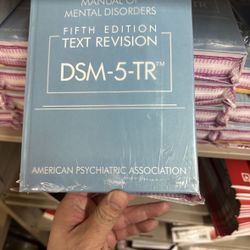 MANUAL OF
MENTAL DISORDERS
FIFTH EDITION
TEXT REVISION
DSM-5-TR™
AMERICAN PSYCHIATRIC ASSOCIATION